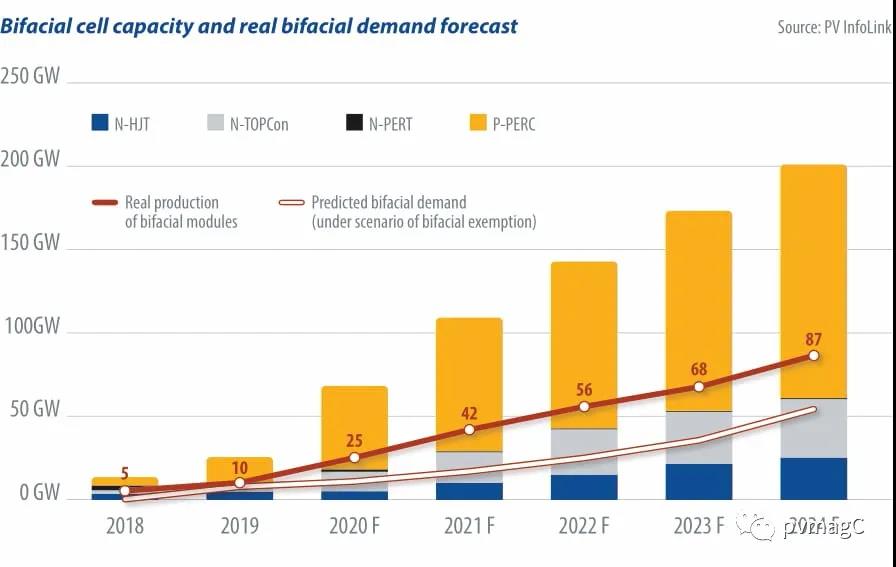 Bifacial cell capacity and real bifacial demand forecast
Source: PV InfoLink
250 GW
N-HJT
N-TOPCon
N-PERT
P-PERC
200 GW
Real production
of bifacial modules
Predicted bifacial demand
(under scenario of bifacial exemption)
150 GW
100GW
87
68
56
50 GW
42
25
10
5
0 GW
2018
2019
2020 F
2021 F
2022 F
2023 F
2024 F
pvmagC